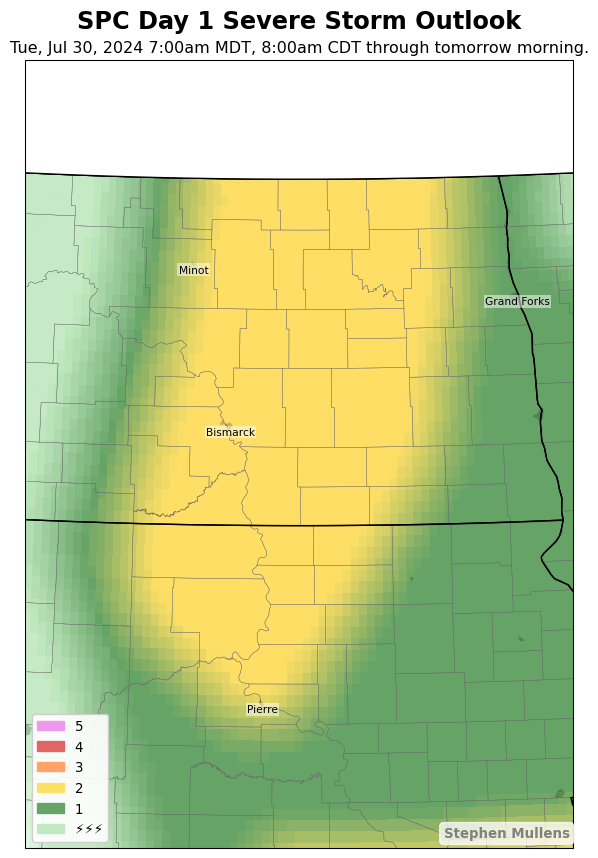 SPC Day 1 Severe Storm Outlook
Tue, Jul 30, 2024 7:00am MDT, 8:00am CDT through tomorrow morning.
Minot
Grand Forks
Bismarck
Pierre
5
4
3
2
1
⚡⚡⚡
Stephen Mullens